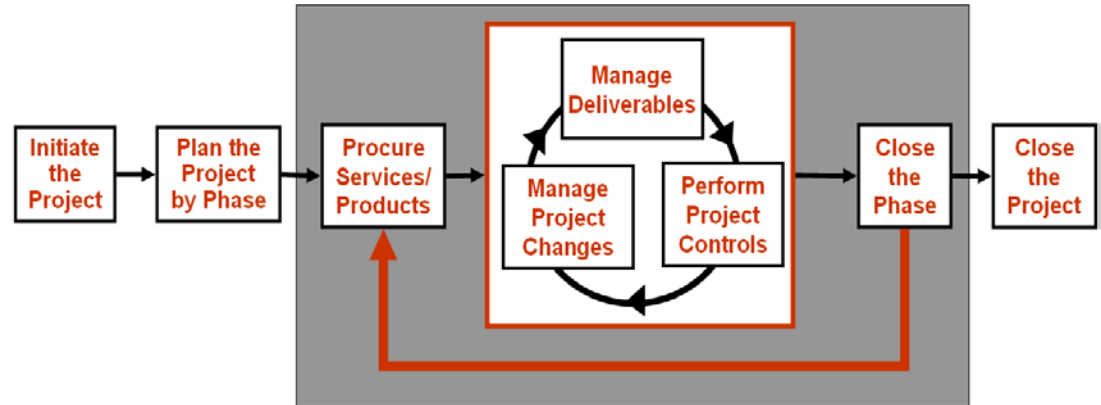 Initiate
the
Project
Plan the
Project
by Phase
Procure
Services/
Products
Manage
Deliverables
Manage
Project
Changes
Perform
Project
Controls
Close
the
Phase
Close
the
Project